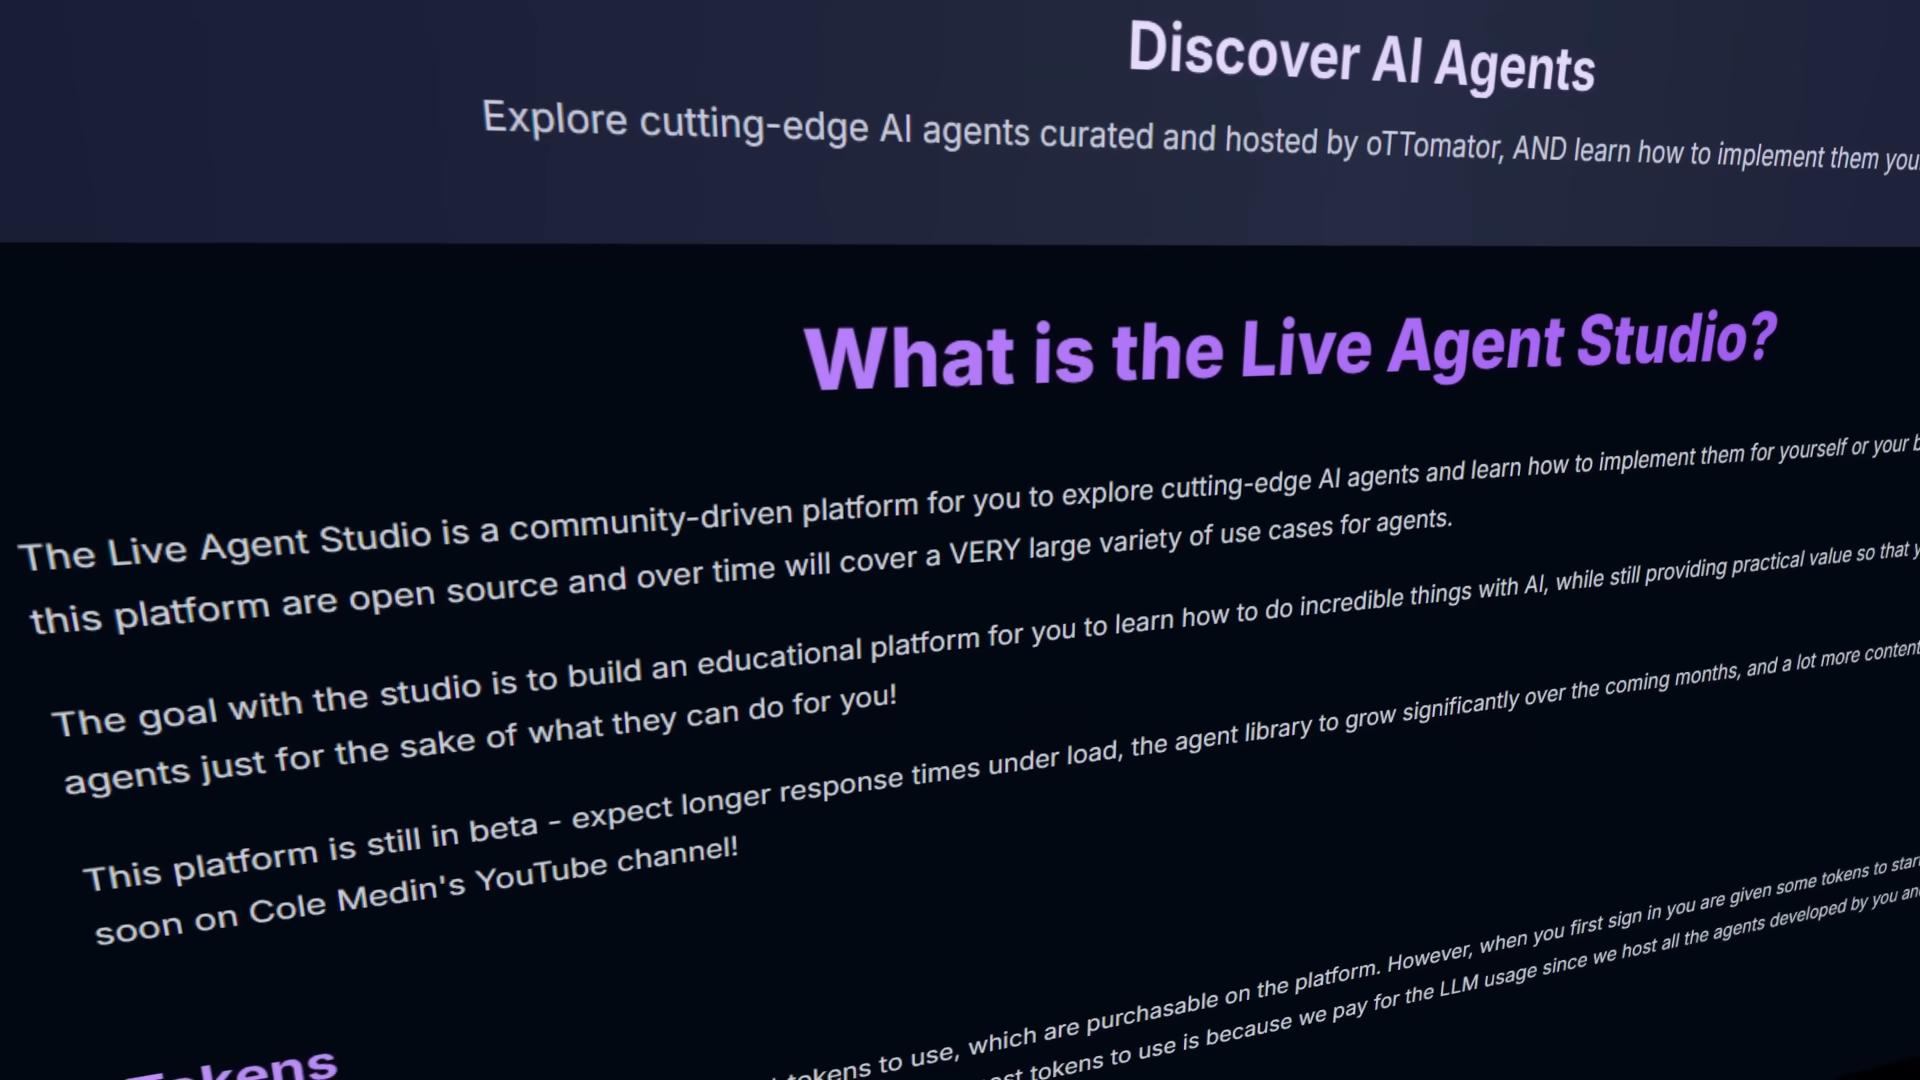 Discover AI Agents
Explore cutting-edge AI agents curated and hosted by oTTomator, AND learn how to implement them
What is the Live Agent Studio?
The Live Agent Studio is a community-driven platform for you to explore cutting-edge AI agents and learn how to implement them for yourself or your
this platform are open source and over time will cover a VERY large variety of use cases for agents.
The goal with the studio is to build an educational platform for you to learn how to do incredible things with AI, while still providing practical value so that
agents just for the sake of what they can do for you!
This platform is still in beta - expect longer response times under load, the agent library to grow significantly over the coming months, and a lot more content
soon on Cole Medin's YouTube channel!
Tokens
tokens to use, which are purchasable on the platform. However, when you first sign in you are given some tokens to
tokens to use is because we pay for the LLM usage since we host all the agents developed by you